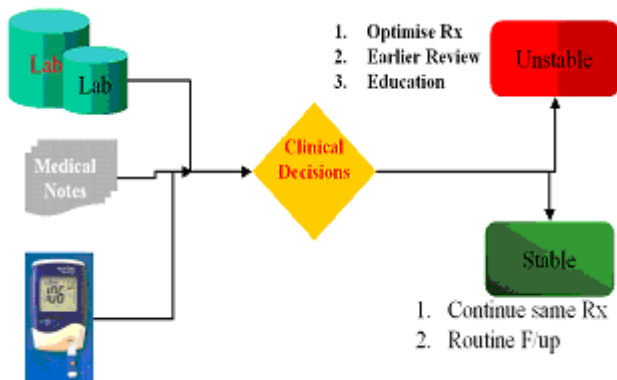 Lab
Lab
Medical
Notes
Clinical
Decisions
1. Optimise Rx
2. Earlier Review
3. Education
Unstable
Stable
1. Continue same Rx
2. Routine F/up